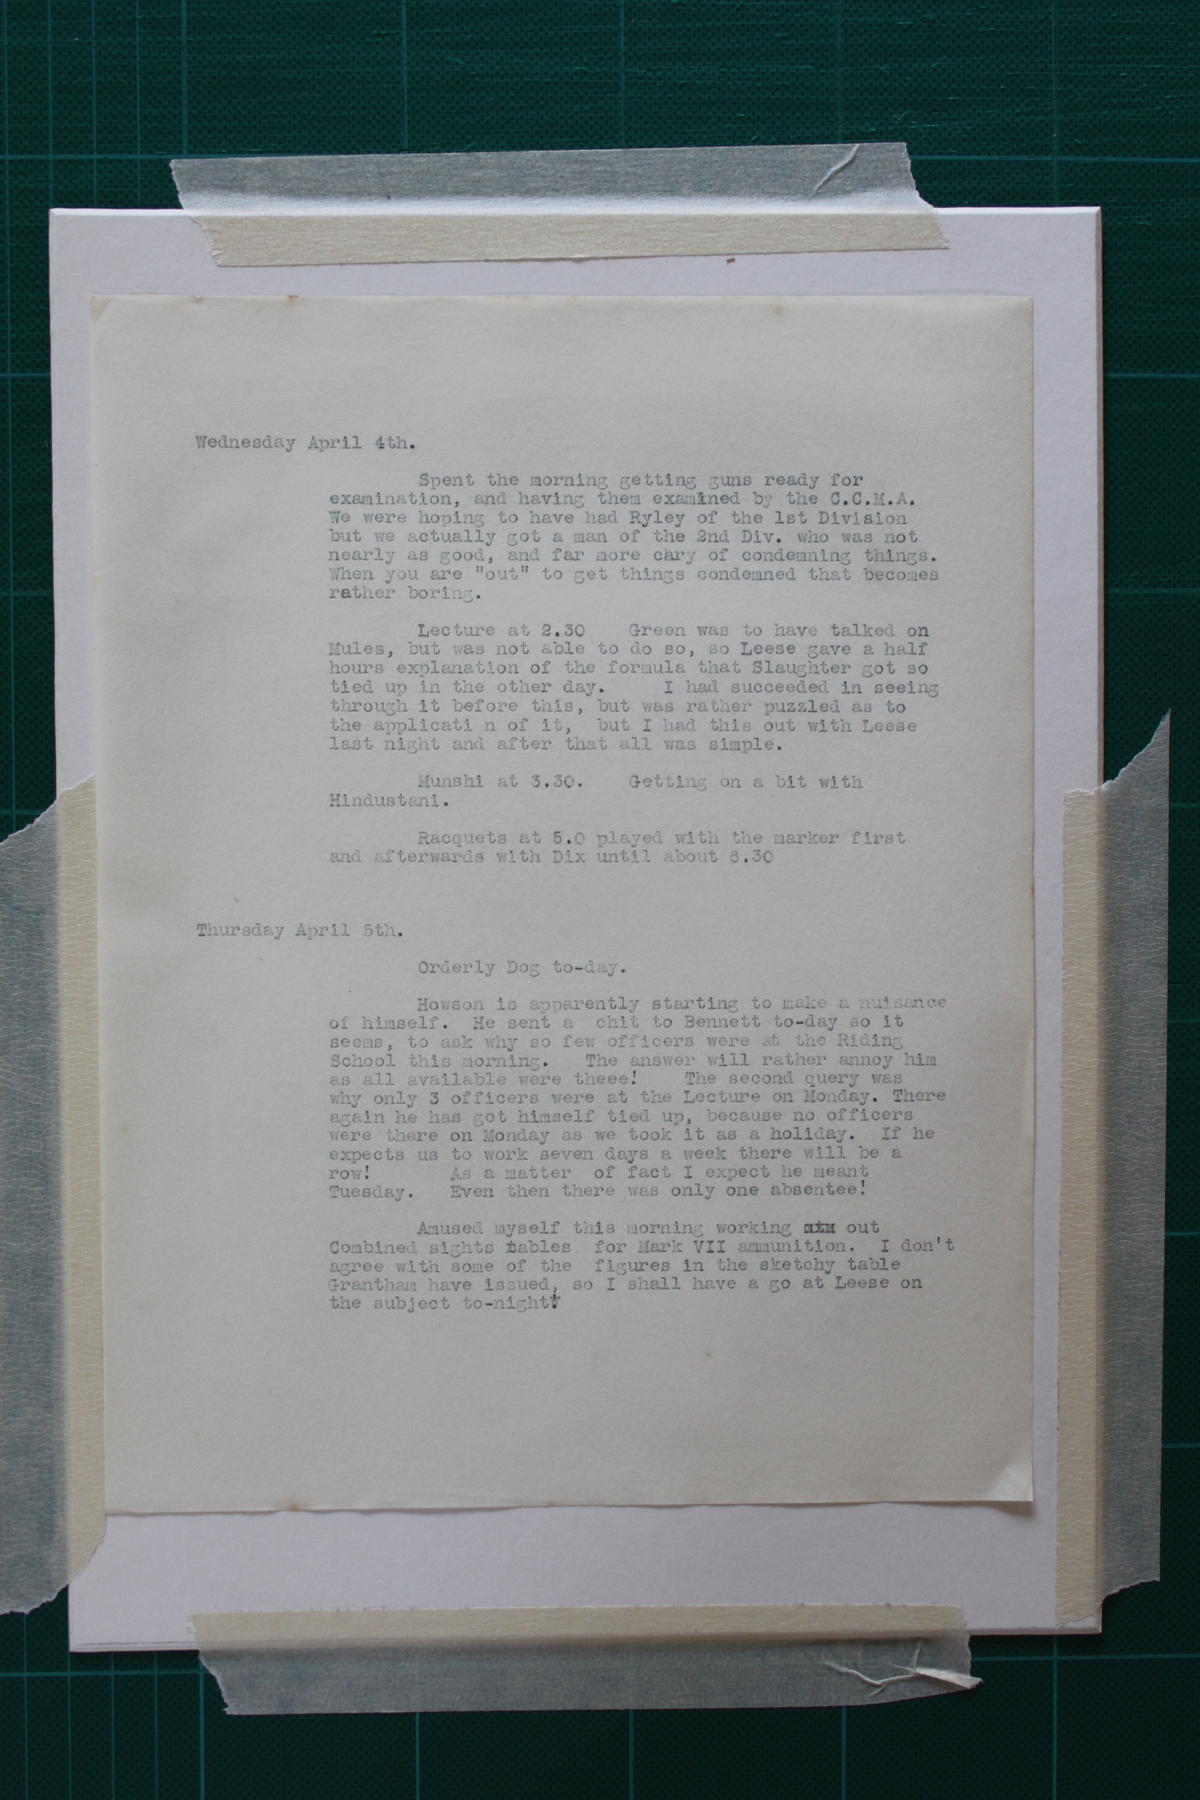 Wednesday April 4th.
Spent the morning getting guns ready for
examination, and having them examined by the C.C.M.A.
We were hoping to have had Ryley of the 1st Division
but we actually got a man of the 2nd Div. who was not
nearly as good, and far more cary of condemning things.
When you are "out" to get things condemned that becomes
rather boring.
Lecture at 2.30 Green was to have talked on
Mules, but was not able to do so, so Leese gave a half
hours explanation of the formula that Slaughter got so
tied up in the other day. I had succeeded in seeing
through it before this, but was rather puzzled as to
the applicati n of it, but I had this out with Leese
last night and after that all was simple.
Munshi at 3.30. Getting on a bit with
Hindustani.
Racquets at 5.0 played with the marker first
and afterwards with Dix until about 6.30
Thursday April 5th.
Orderly Dog to-day.
Howson is apparently starting to make a nuisance
of himself. He sent a chit to Bennett to-day so it
seems, to ask why so few officers were at the Riding
School this morning. The answer will rather annoy him
as all available were theee! The second query was
why only 3 officers were at the Lecture on Monday. There
again he has got himself tied up, because no officers
were there on Monday as we took it as a holiday. If he
expects us to work seven days a week there will be a
row! As a matter of fact I expect he meant
Tuesday. Even then there was only one absentee!
Amused myself this morning working out
Combined sights tables for Mark VII ammunition. I don't
agree with some of the figures in the sketchy table
Grantham have issued, so I shall have a go at Leese on
the subject to-night